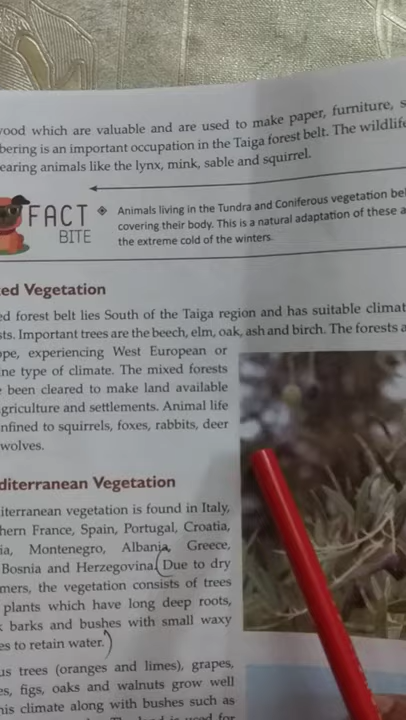 ood which are valuable and are used to make paper, furniture, s
bering is an important occupation in the Taiga forest belt. The wildlife
earing animals like the lynx, mink, sable and squirrel.
FACT
BITE
Animals living in the Tundra and Coniferous vegetation bel
covering their body. This is a natural adaptation of these a
the extreme cold of the winters.
ed Vegetation
ed forest belt lies South of the Taiga region and has suitable climat
sts. Important trees are the beech, elm, oak, ash and birch. The forests a
ope, experiencing West European or
ne type of climate. The mixed forests
been cleared to make land available
griculture and settlements. Animal life
nfined to squirrels, foxes, rabbits, deer
wolves.
diterranean Vegetation
iterranean vegetation is found in Italy,
hern France, Spain, Portugal, Croatia,
ia, Montenegro, Albania, Greece,
Bosnia and Herzegovina. Due to dry
mers, the vegetation consists of trees
plants which have long deep roots,
k barks and bushes with small waxy
es to retain water.
us trees (oranges and limes), grapes,
es, figs, oaks and walnuts grow well
his climate along with bushes such as